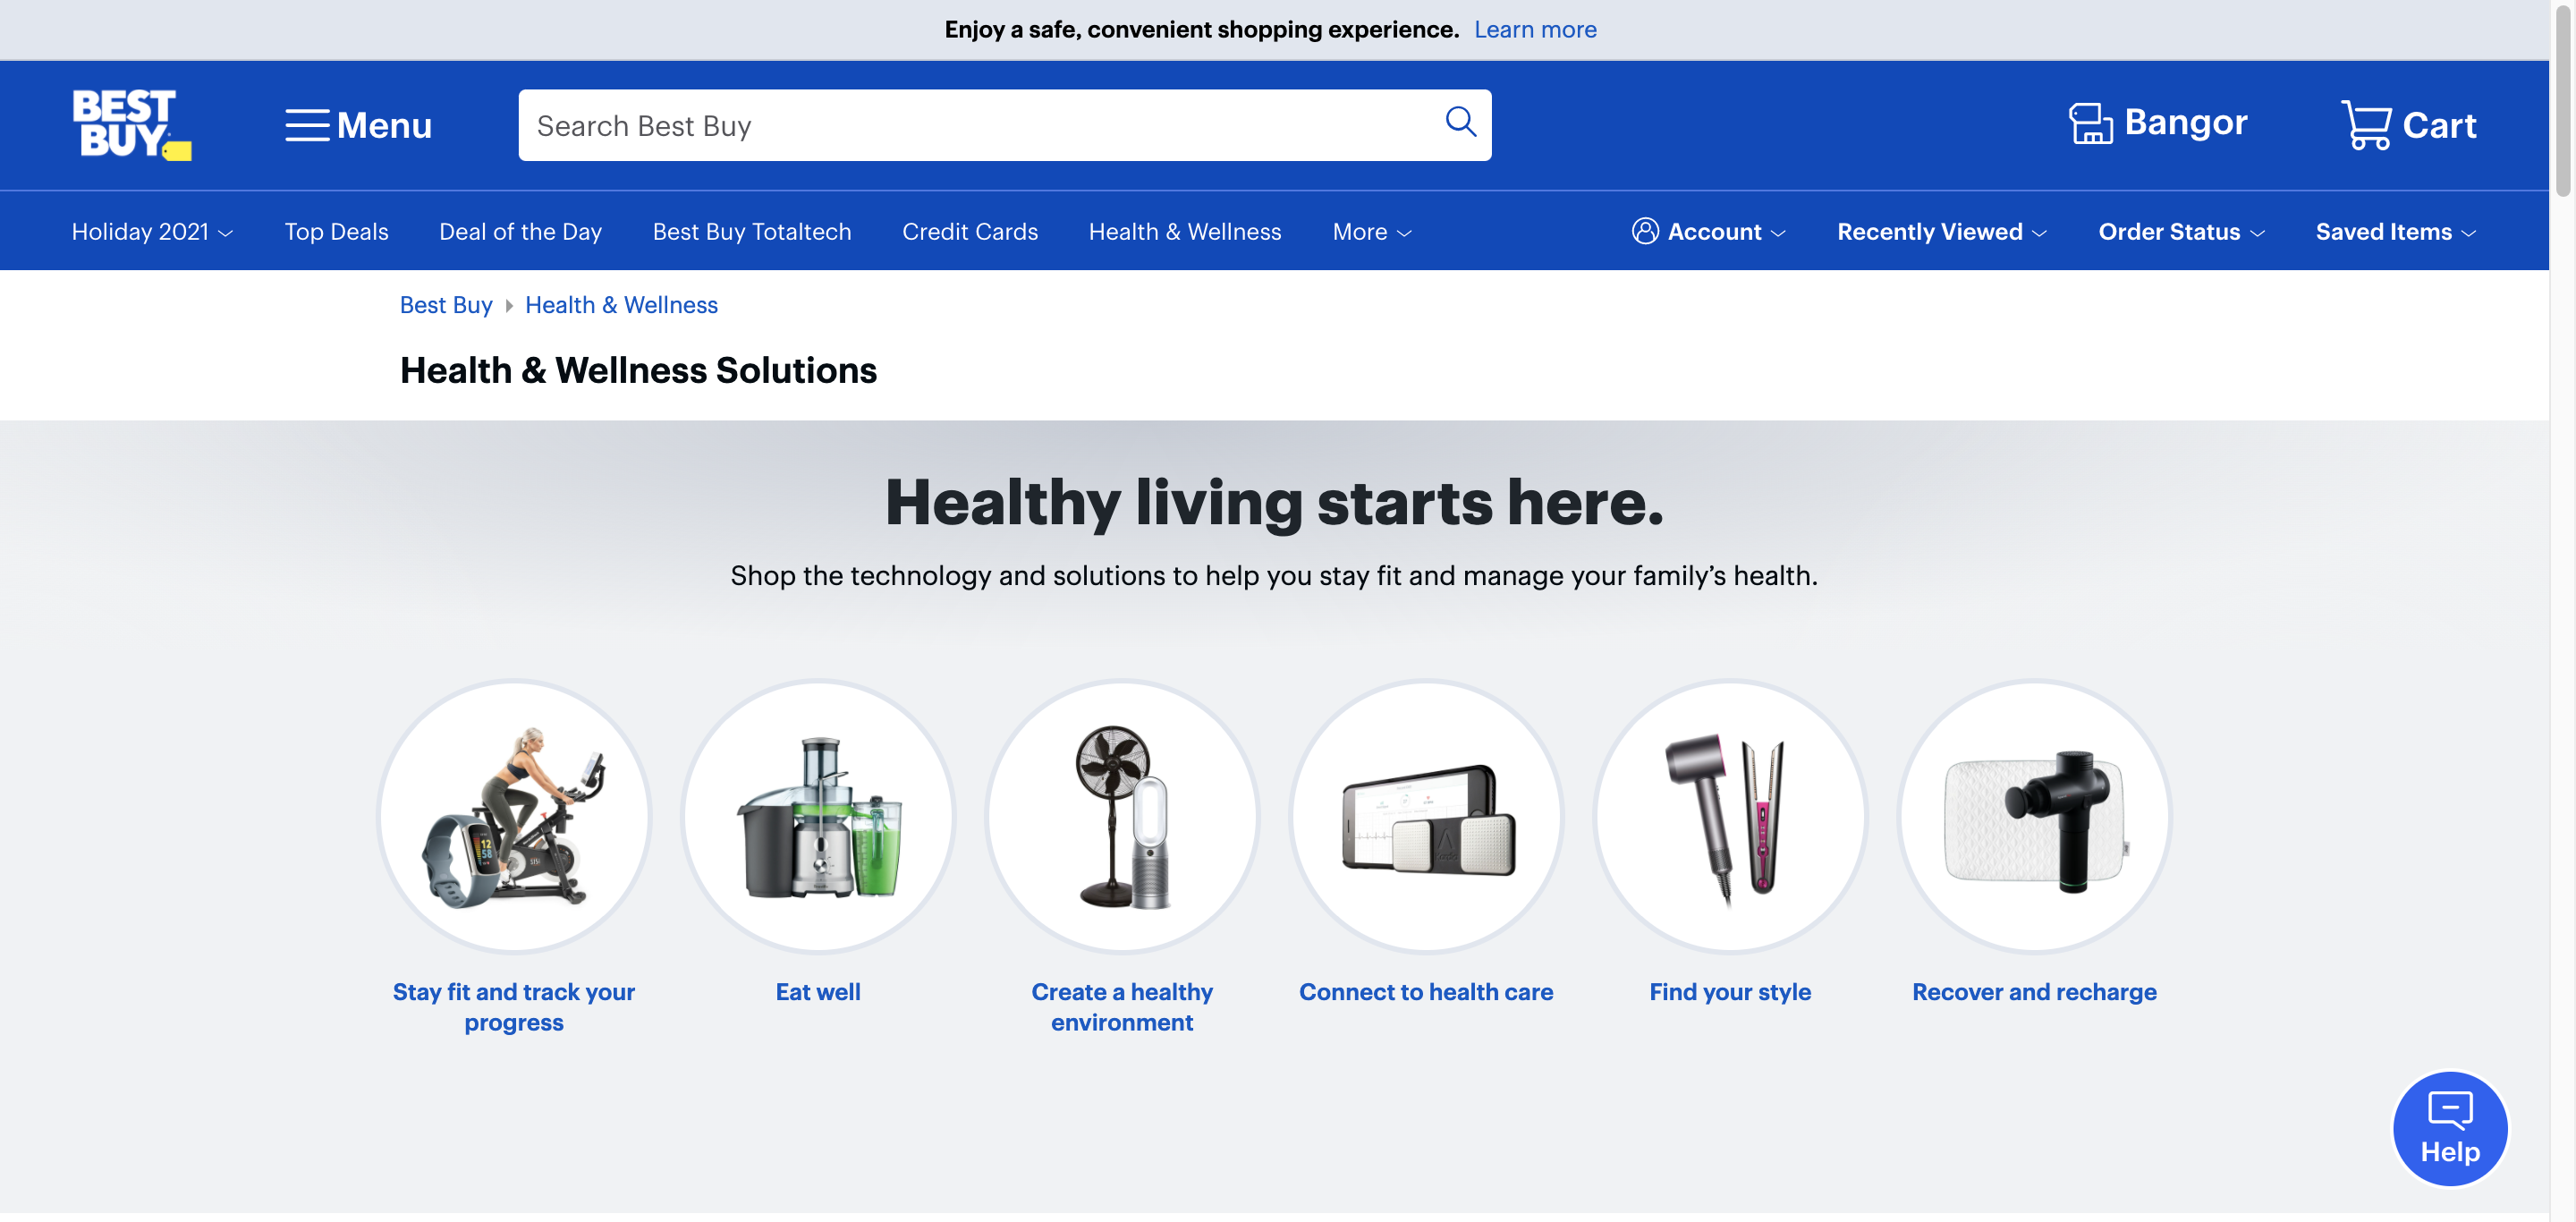 Enjoy a safe, convenient shopping experience. Learn more
BEST
BUY
Menu
Search Best Buy
Bangor
Cart
Holiday 2021
Top Deals
Deal of the Day
Best Buy Totaltech
Credit Cards
Health & Wellness
More
Account
Recently Viewed
Order Status
Saved Items
Best Buy
Health & Wellness
Health & Wellness Solutions
Healthy living starts here.
Shop the technology and solutions to help you stay fit and manage your family’s health.
12
58
Stay fit and track your
progress
Eat well
Create a healthy
environment
Connect to health care
Find your style
Recover and recharge
Help